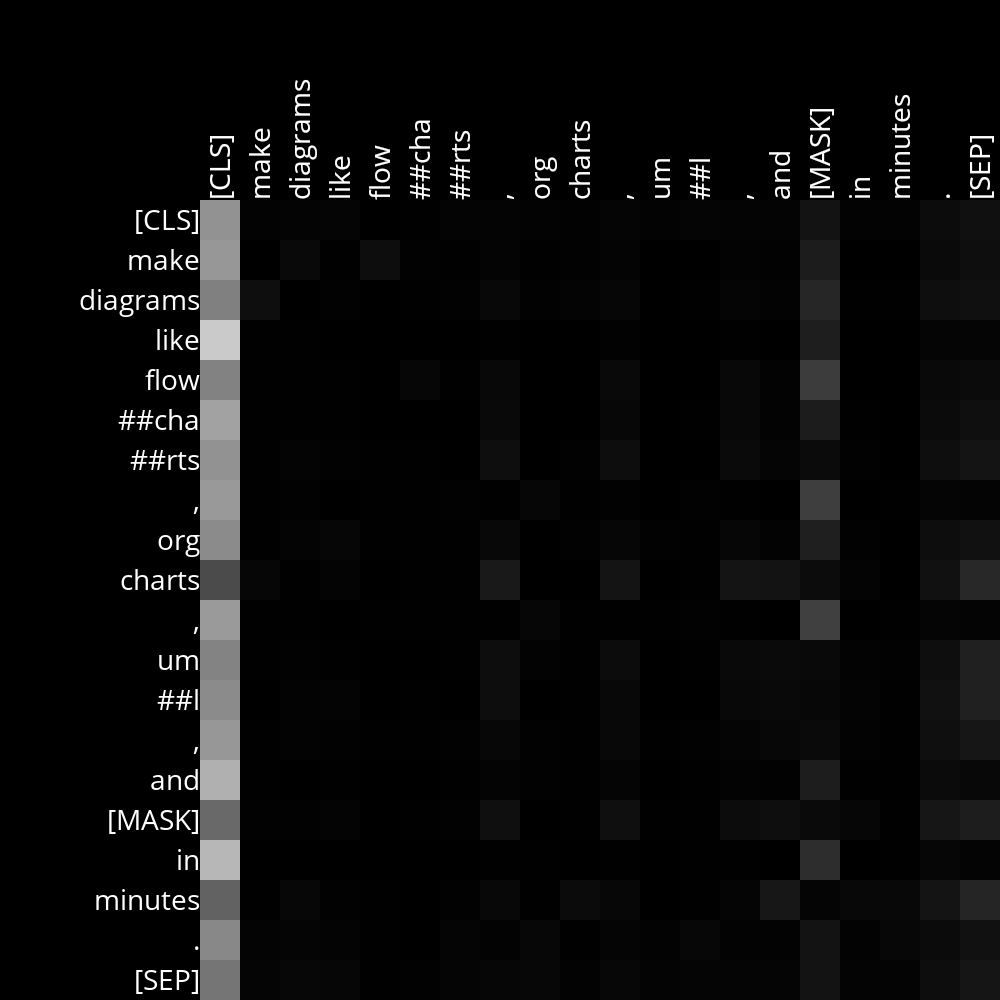 [CLS] make diagrams like flow ##cha ##rts , org charts , um ##l , and [MASK] in minutes . [SEP]
[CLS]
make
diagrams
like
flow
##cha
##rts
,
org
charts
,
um
##l
,
and
[MASK]
in
minutes
.
[SEP]